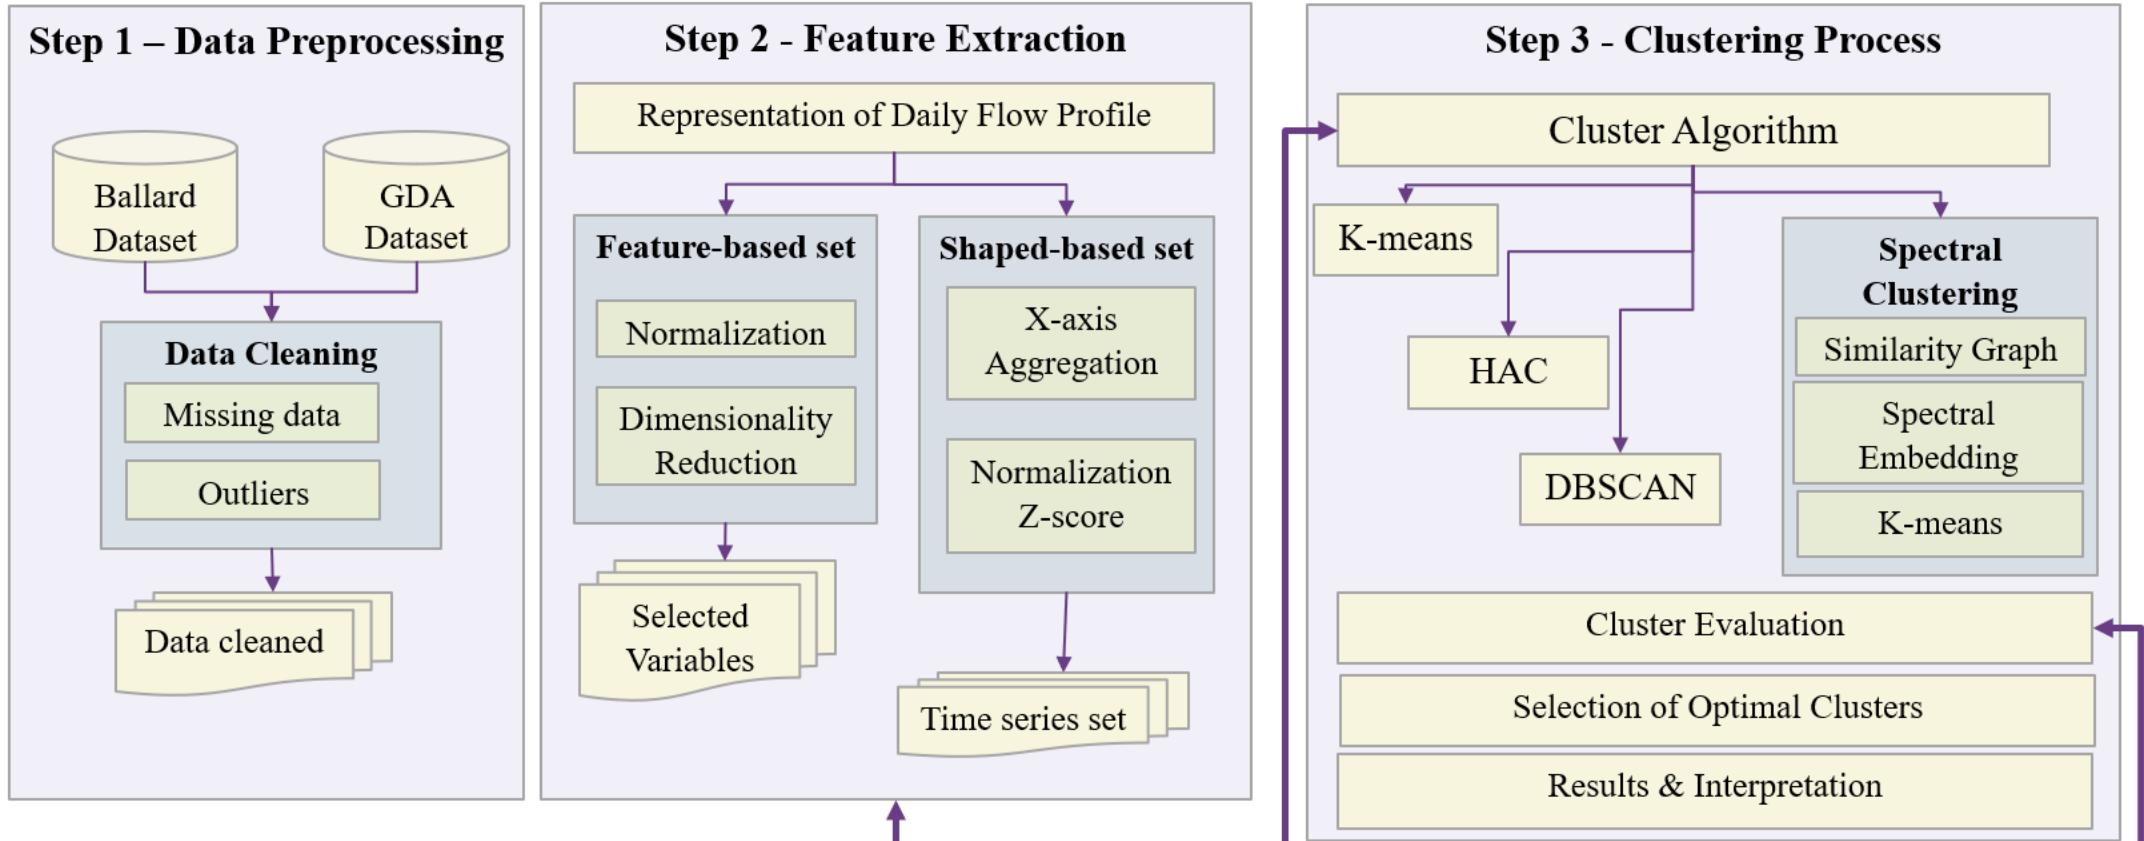 Step 1 – Data Preprocessing
Ballard
Dataset
GDA
Dataset
Data Cleaning
Missing data
Outliers
Data cleaned
Step 2 - Feature Extraction
Representation of Daily Flow Profile
Feature-based set
Normalization
Dimensionality
Reduction
Selected
Variables
Shaped-based set
X-axis
Aggregation
Normalization
Z-score
Time series set
Step 3 - Clustering Process
Cluster Algorithm
K-means
HAC
DBSCAN
Spectral
Clustering
Similarity Graph
Spectral
Embedding
K-means
Cluster Evaluation
Selection of Optimal Clusters
Results & Interpretation